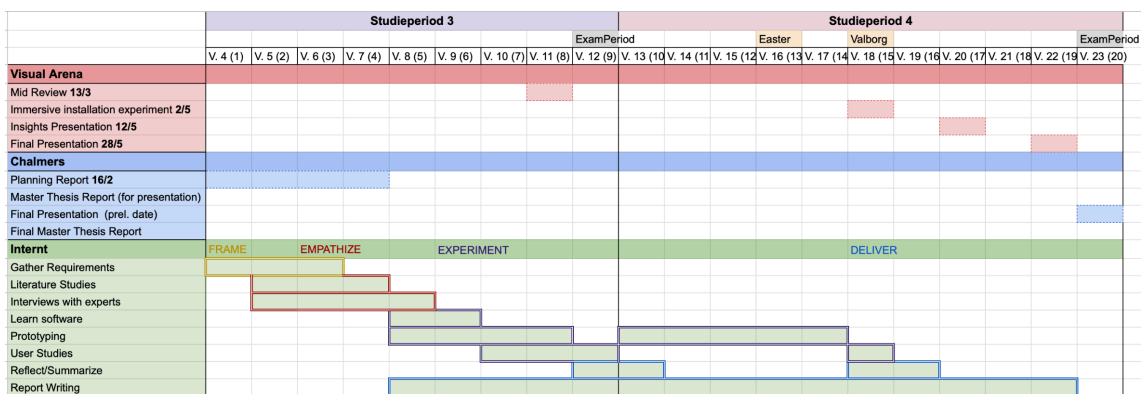 Studieperiod 3 Studieperiod 4
ExamPeriod Easter Valborg ExamPeriod
V. 4 (1) V. 5 (2) V. 6 (3) V. 7 (4) V. 8 (5) V. 9 (6) V. 10 (7) V. 11 (8) V. 12 (9) V. 13 (10 V. 14 (11 V. 15 (12 V. 16 (13 V. 17 (14 V. 18 (15 V. 19 (16 V. 20 (17 V. 21 (18 V. 22 (19 V. 23 (20)
Visual Arena
Mid Review 13/3
Immersive installation experiment 2/5
Insights Presentation 12/5
Final Presentation 28/5
Chalmers
Planning Report 16/2
Master Thesis Report (for presentation)
Final Presentation (prel. date)
Final Master Thesis Report
Internt FRAME EMPATHIZE EXPERIMENT DELIVER
Gather Requirements
Literature Studies
Interviews with experts
Learn software
Prototyping
User Studies
Reflect/Summarize
Report Writing